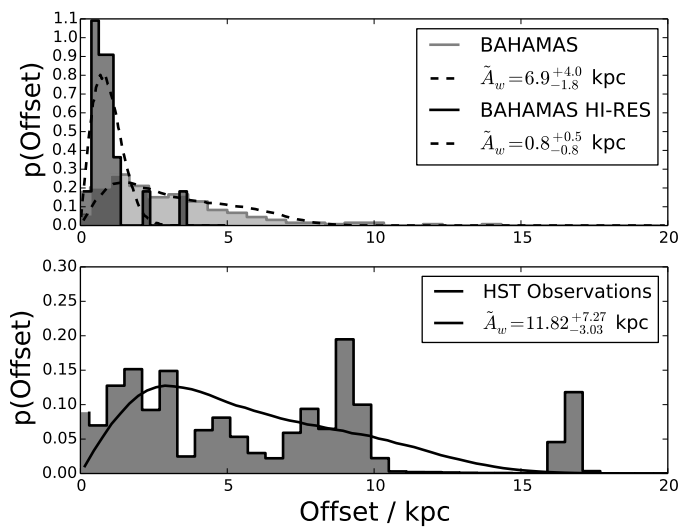 p(Offset)
1.1
1.0
0.9
0.8
0.7
0.6
0.5
0.4
0.3
0.2
0.1
0.0
0 5 10 15 20
BAHAMAS
Ã_w=6.9^{+4.0}_{-1.8} kpc
BAHAMAS HI-RES
Ã_w=0.8^{+0.5}_{-0.8} kpc
p(Offset)
0.30
0.25
0.20
0.15
0.10
0.05
0.00
0 5 10 15 20
HST Observations
Ã_w=11.82^{+7.27}_{-3.03} kpc
Offset / kpc